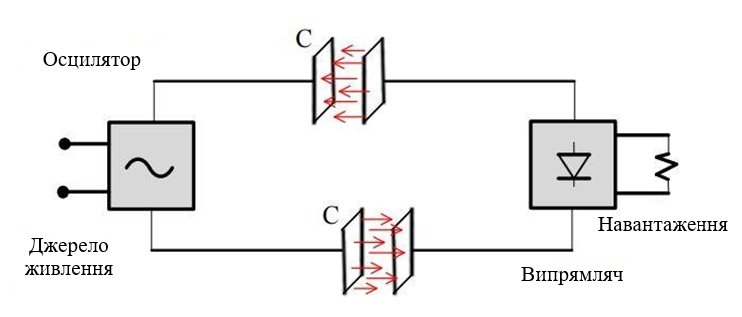 C
Осцилятор
C
Навантаження
Джерело
живлення
Випрямляч